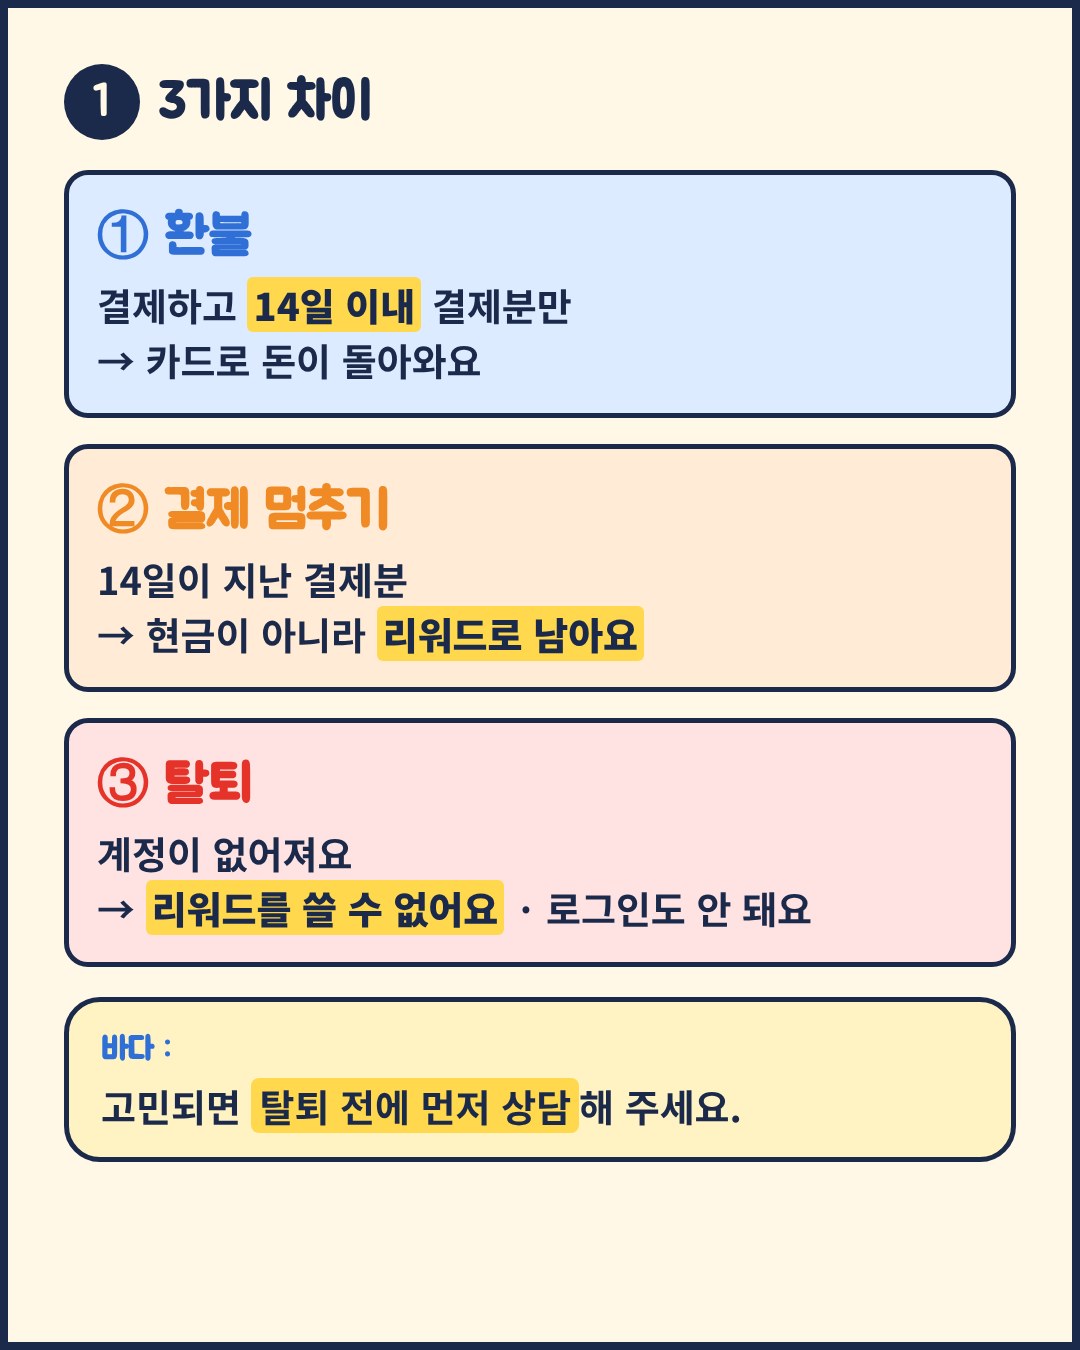 1 3가지 차이
① 환불
결제하고 14일 이내 결제분만
→ 카드로 돈이 돌아와요
② 결제 멈추기
14일이 지난 결제분
→ 현금이 아니라 리워드로 남아요
③ 탈퇴
계정이 없어져요
→ 리워드를 쓸 수 없어요 · 로그인도 안 돼요
바다 :
고민되면 탈퇴 전에 먼저 상담해 주세요.